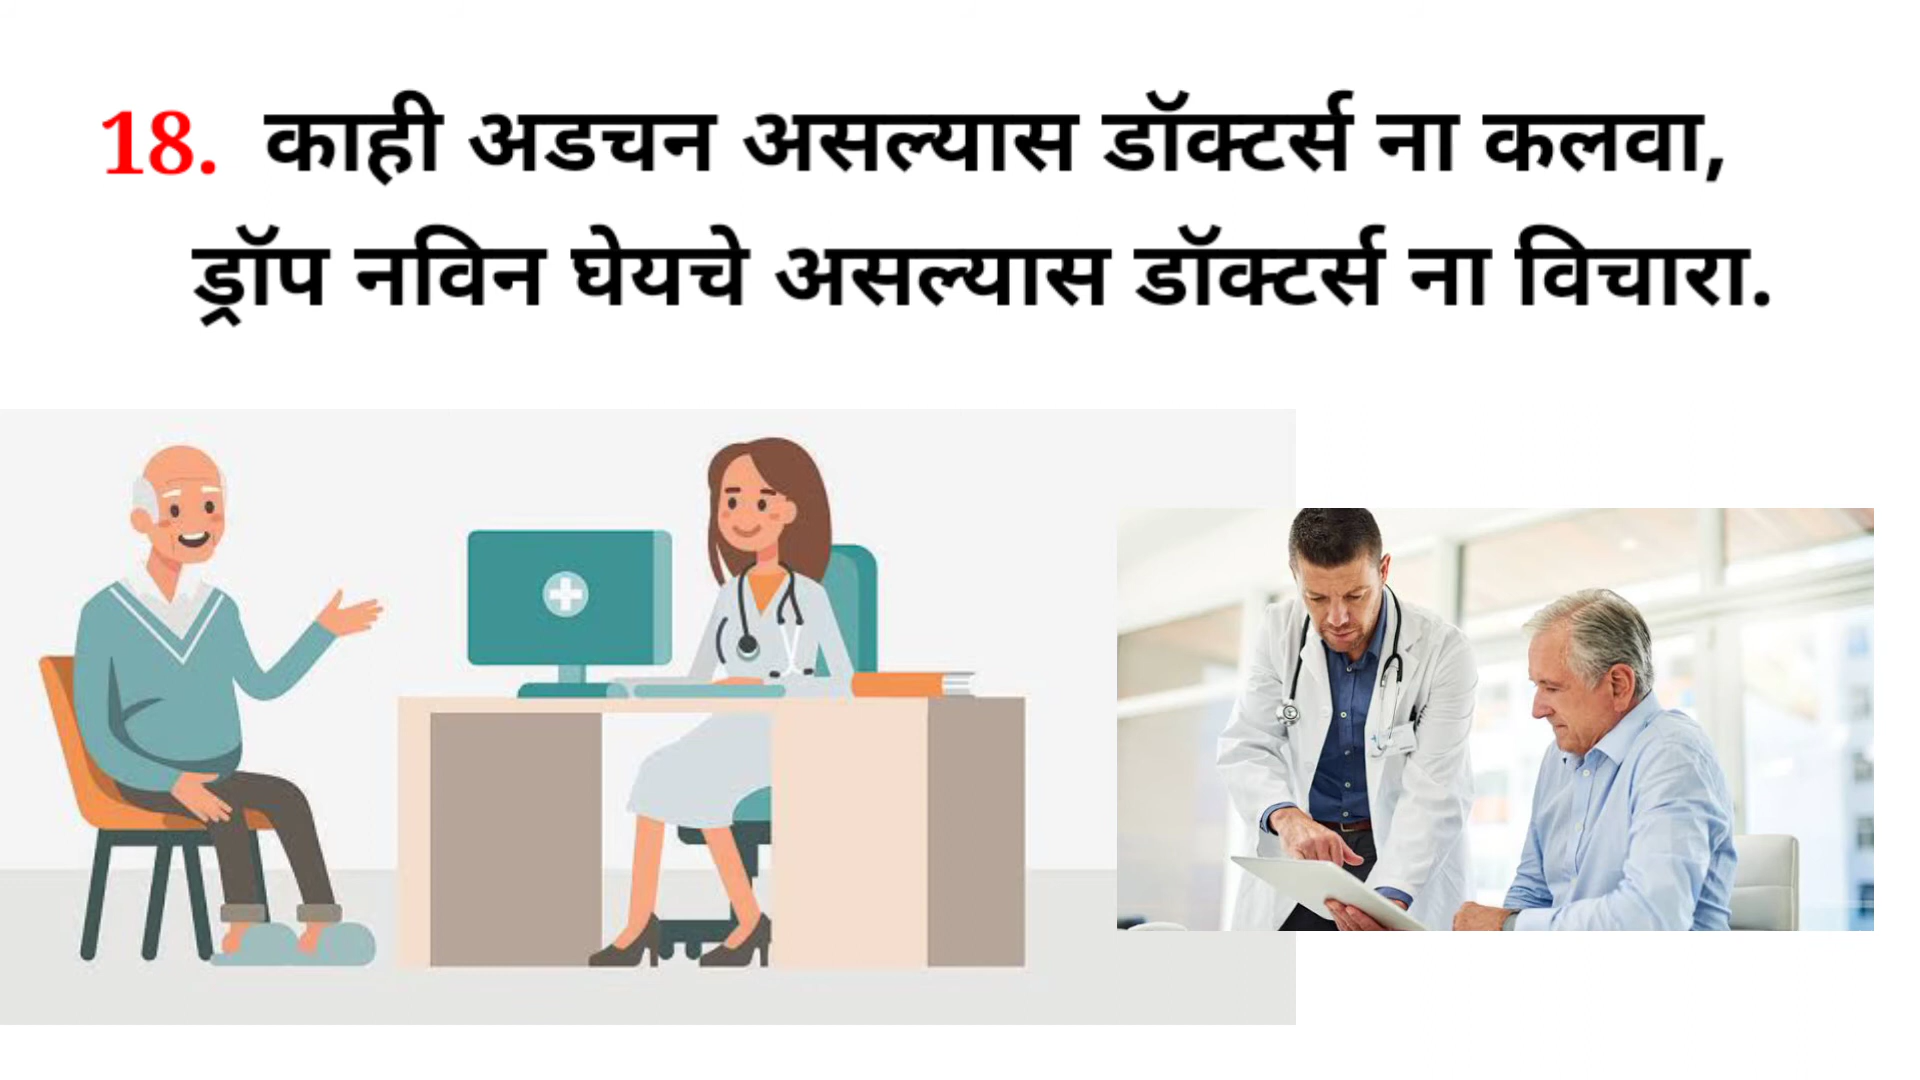 18. काही अडचन असल्यास डॉक्टर्स ना कलवा,
ड्रॉप नविन घेयचे असल्यास डॉक्टर्स ना विचारा.